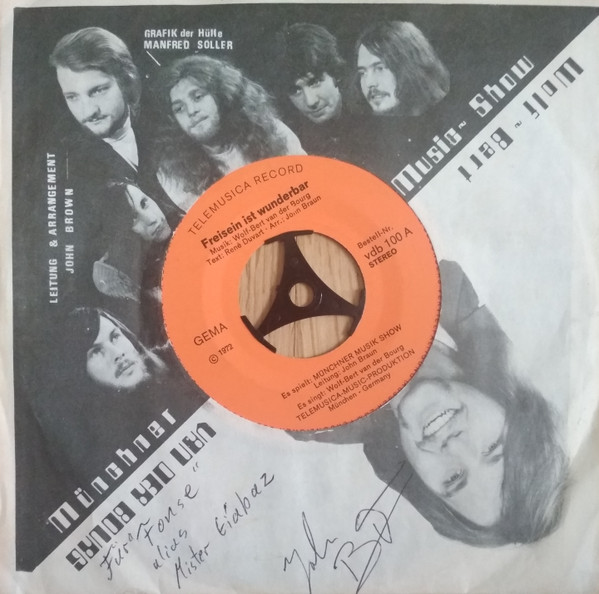 GRAFIK der Hülle
MANFRED SOLLER
LEITUNG & ARRANGEMENT
JOHN BROWN
Music-Show
Wolf-Bert
TELEMUSICA RECORD
Freisein ist wunderbar
Musik: Wolf-Bert van der Bourg
Text: René Duvart - Arr.: John Braun
Bestell-Nr.
vdb 100 A
STEREO
GEMA
© 1972
Es spielt: MÜNCHNER MUSIK SHOW
Leitung: John Braun
Es singt: Wolf-Bert van der Bourg
TELEMUSICA-MUSIC-PRODUKTION
München - Germany
Münchner
VAN DER BOURG
Für "Fonse"
alias
Mister